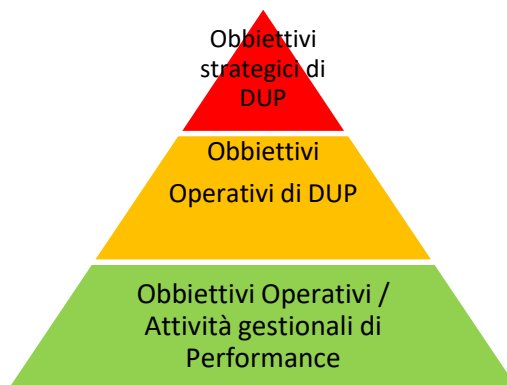 Obbiettivi
strategici di
DUP
Obbiettivi
Operativi di DUP
Obbiettivi Operativi /
Attività gestionali di
Performance